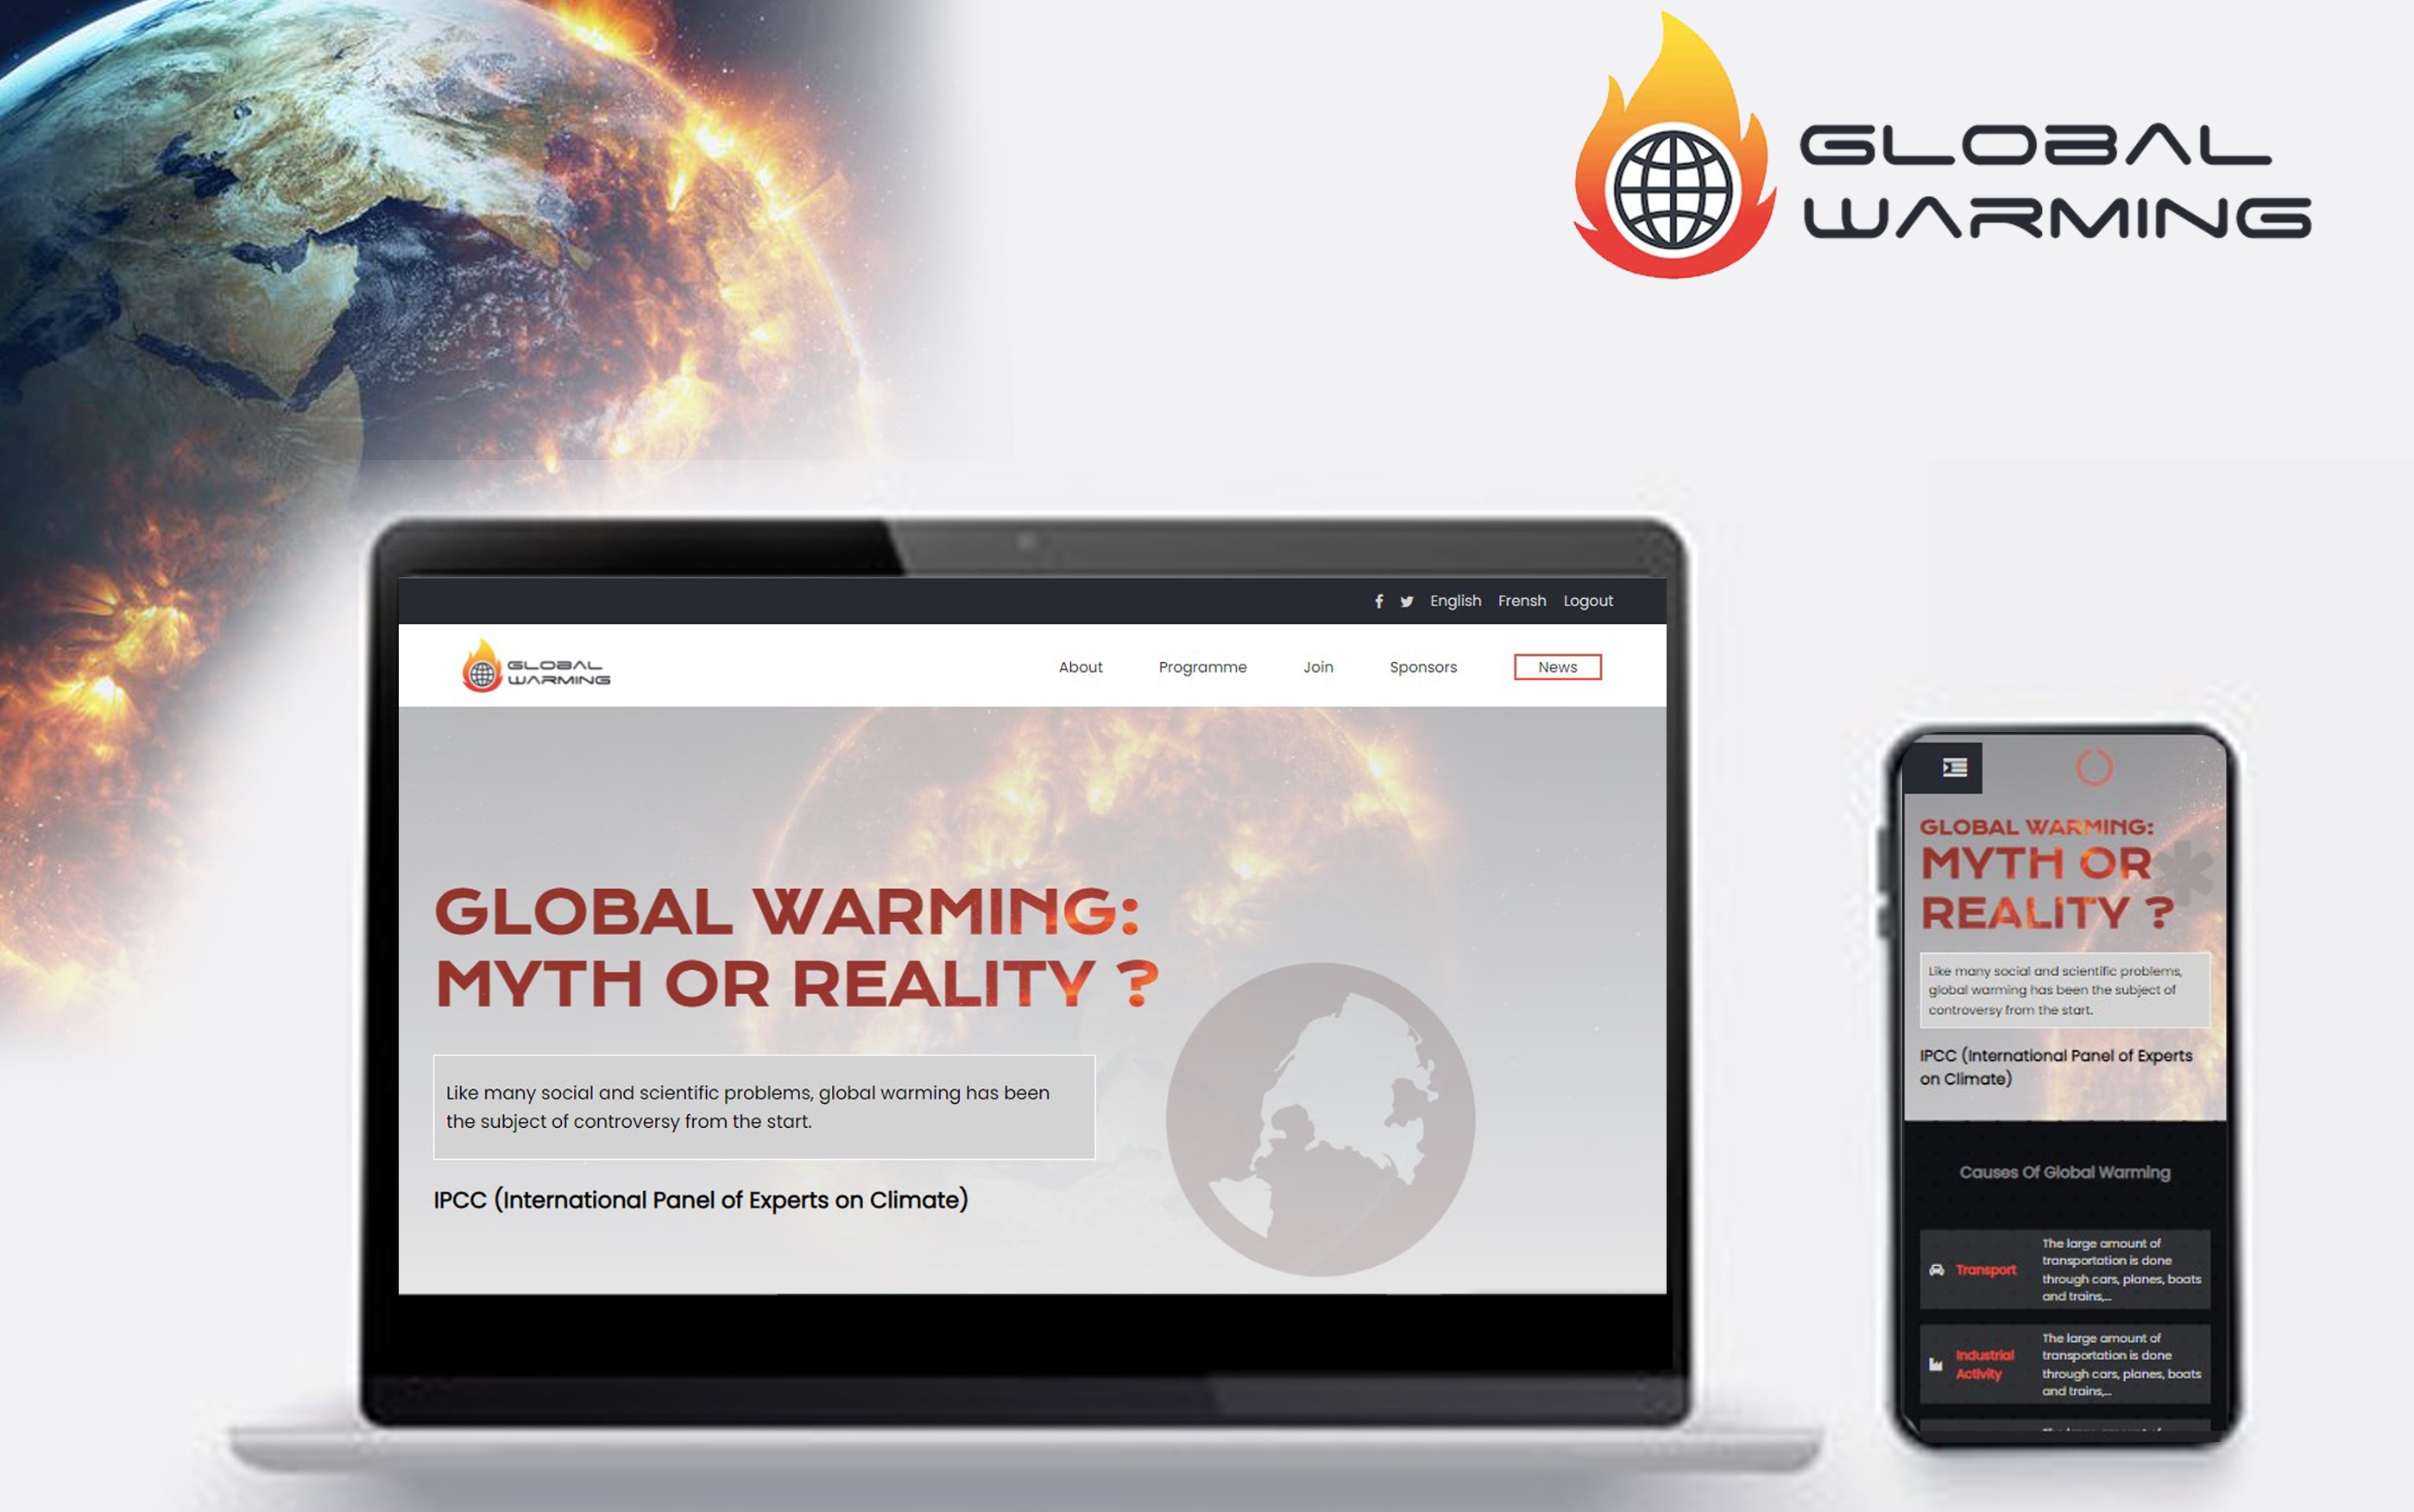 GLOBAL
WARMING
English Frensh Logout
GLOBAL
WARMING
About Programme Join Sponsors News
GLOBAL WARMING:
MYTH OR REALITY ?
Like many social and scientific problems, global warming has been
the subject of controversy from the start.
IPCC (International Panel of Experts on Climate)
GLOBAL WARMING:
MYTH OR
REALITY ?
Like many social and scientific problems,
global warming has been the subject of
controversy from the start.
IPCC (International Panel of Experts
on Climate)
Causes Of Global Warming
Transport
The large amount of
transportation is done
through cars, planes, boats
and trains,...
Industrial
Activity
The large amount of
transportation is done
through cars, planes, boats
and trains,...